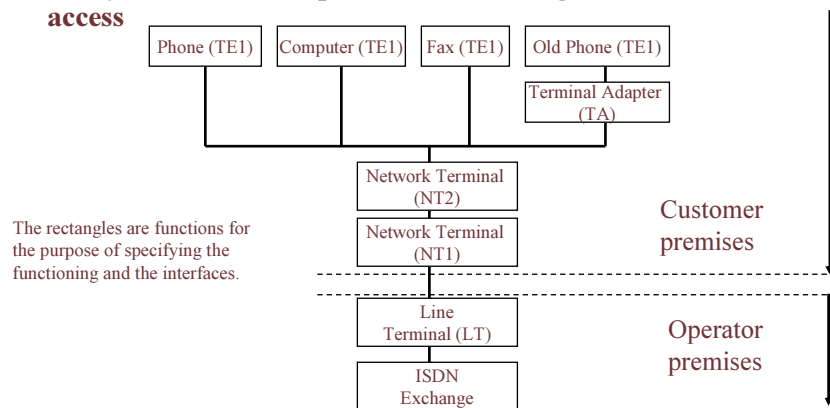 access
Phone (TE1)
Computer (TE1)
Fax (TE1)
Old Phone (TE1)
Terminal Adapter
(TA)
Network Terminal
(NT2)
Network Terminal
(NT1)
The rectangles are functions for
the purpose of specifying the
functioning and the interfaces.
Customer
premises
Line
Terminal (LT)
Operator
premises
ISDN
Exchange